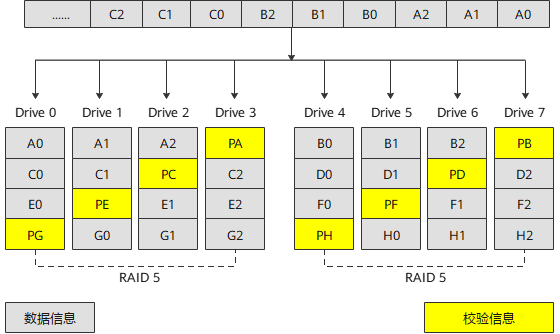 ...... C2 C1 C0 B2 B1 B0 A2 A1 A0
Drive 0 Drive 1 Drive 2 Drive 3 Drive 4 Drive 5 Drive 6 Drive 7
A0 A1 A2 PA B0 B1 B2 PB
C0 C1 PC C2 D0 D1 PD D2
E0 PE E1 E2 F0 PF F1 F2
PG G0 G1 G2 PH H0 H1 H2
RAID 5 RAID 5
数据信息 校验信息